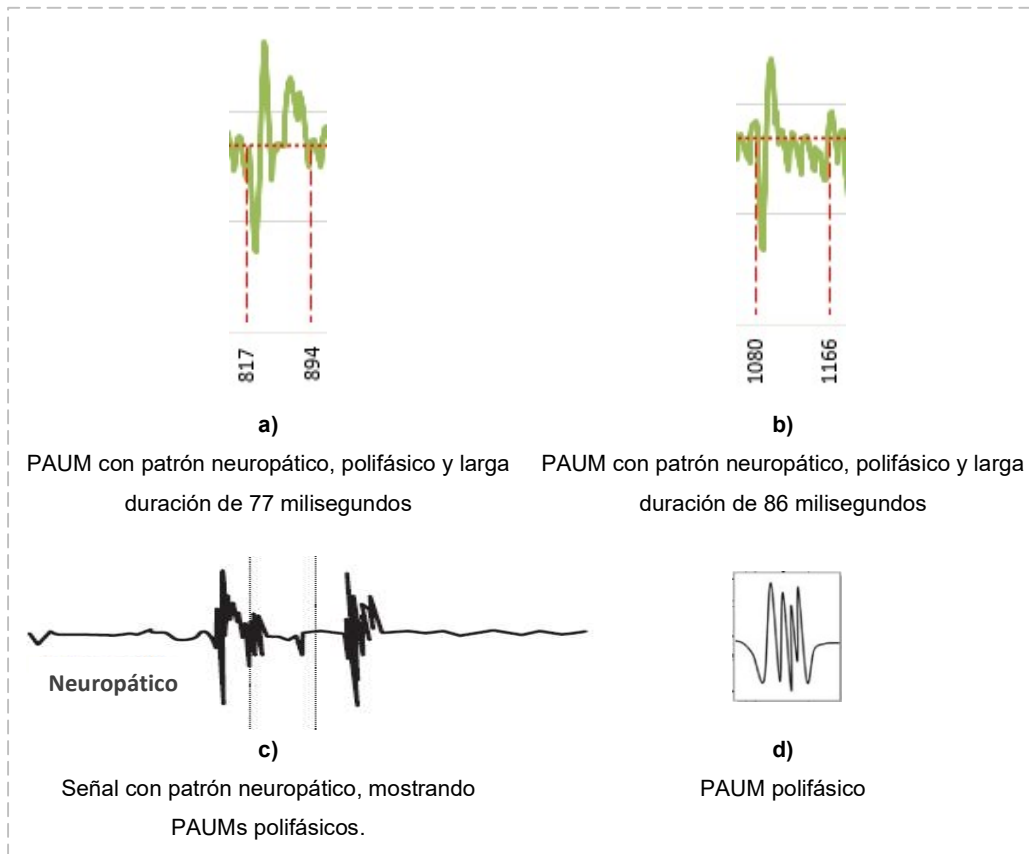 817
894
1080
1166
a)
b)
PAUM con patrón neuropático, polifásico y larga
duración de 77 milisegundos
PAUM con patrón neuropático, polifásico y larga
duración de 86 milisegundos
Neuropático
c)
d)
Señal con patrón neuropático, mostrando
PAUMs polifásicos.
PAUM polifásico